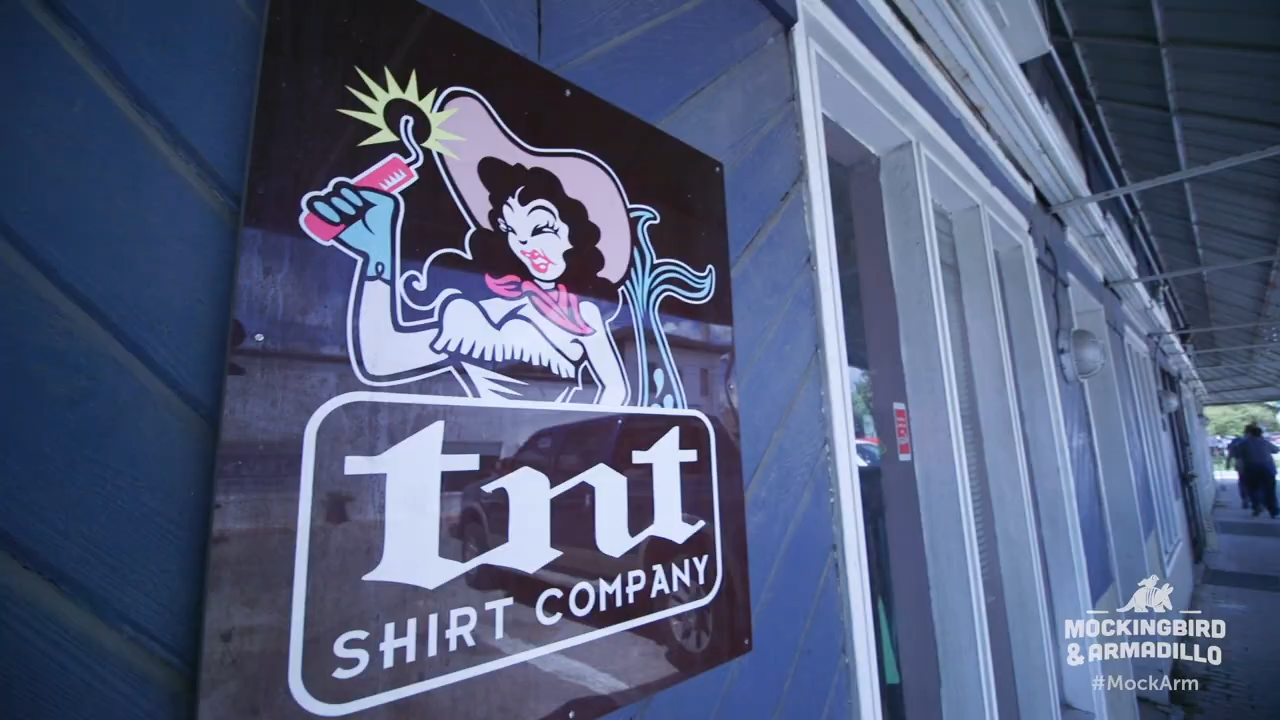 tnt
SHIRT COMPANY
MOCKINGBIRD
& ARMADILLO
#MockArm